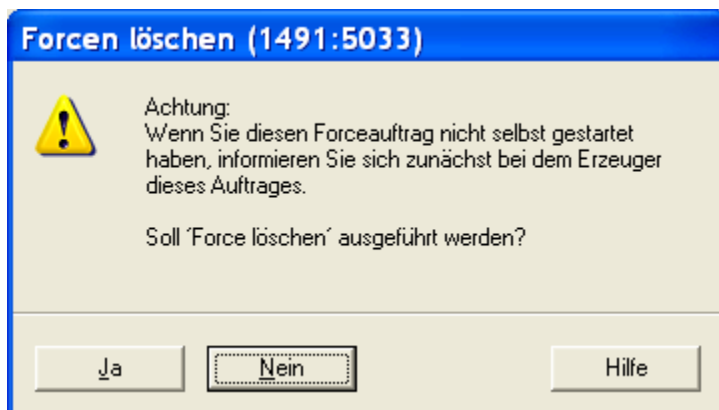 Forcen löschen (1491:5033)
Achtung:
Wenn Sie diesen Forceauftrag nicht selbst gestartet
haben, informieren Sie sich zunächst bei dem Erzeuger
dieses Auftrages.
Soll ´Force löschen´ ausgeführt werden?
Ja
Nein
Hilfe